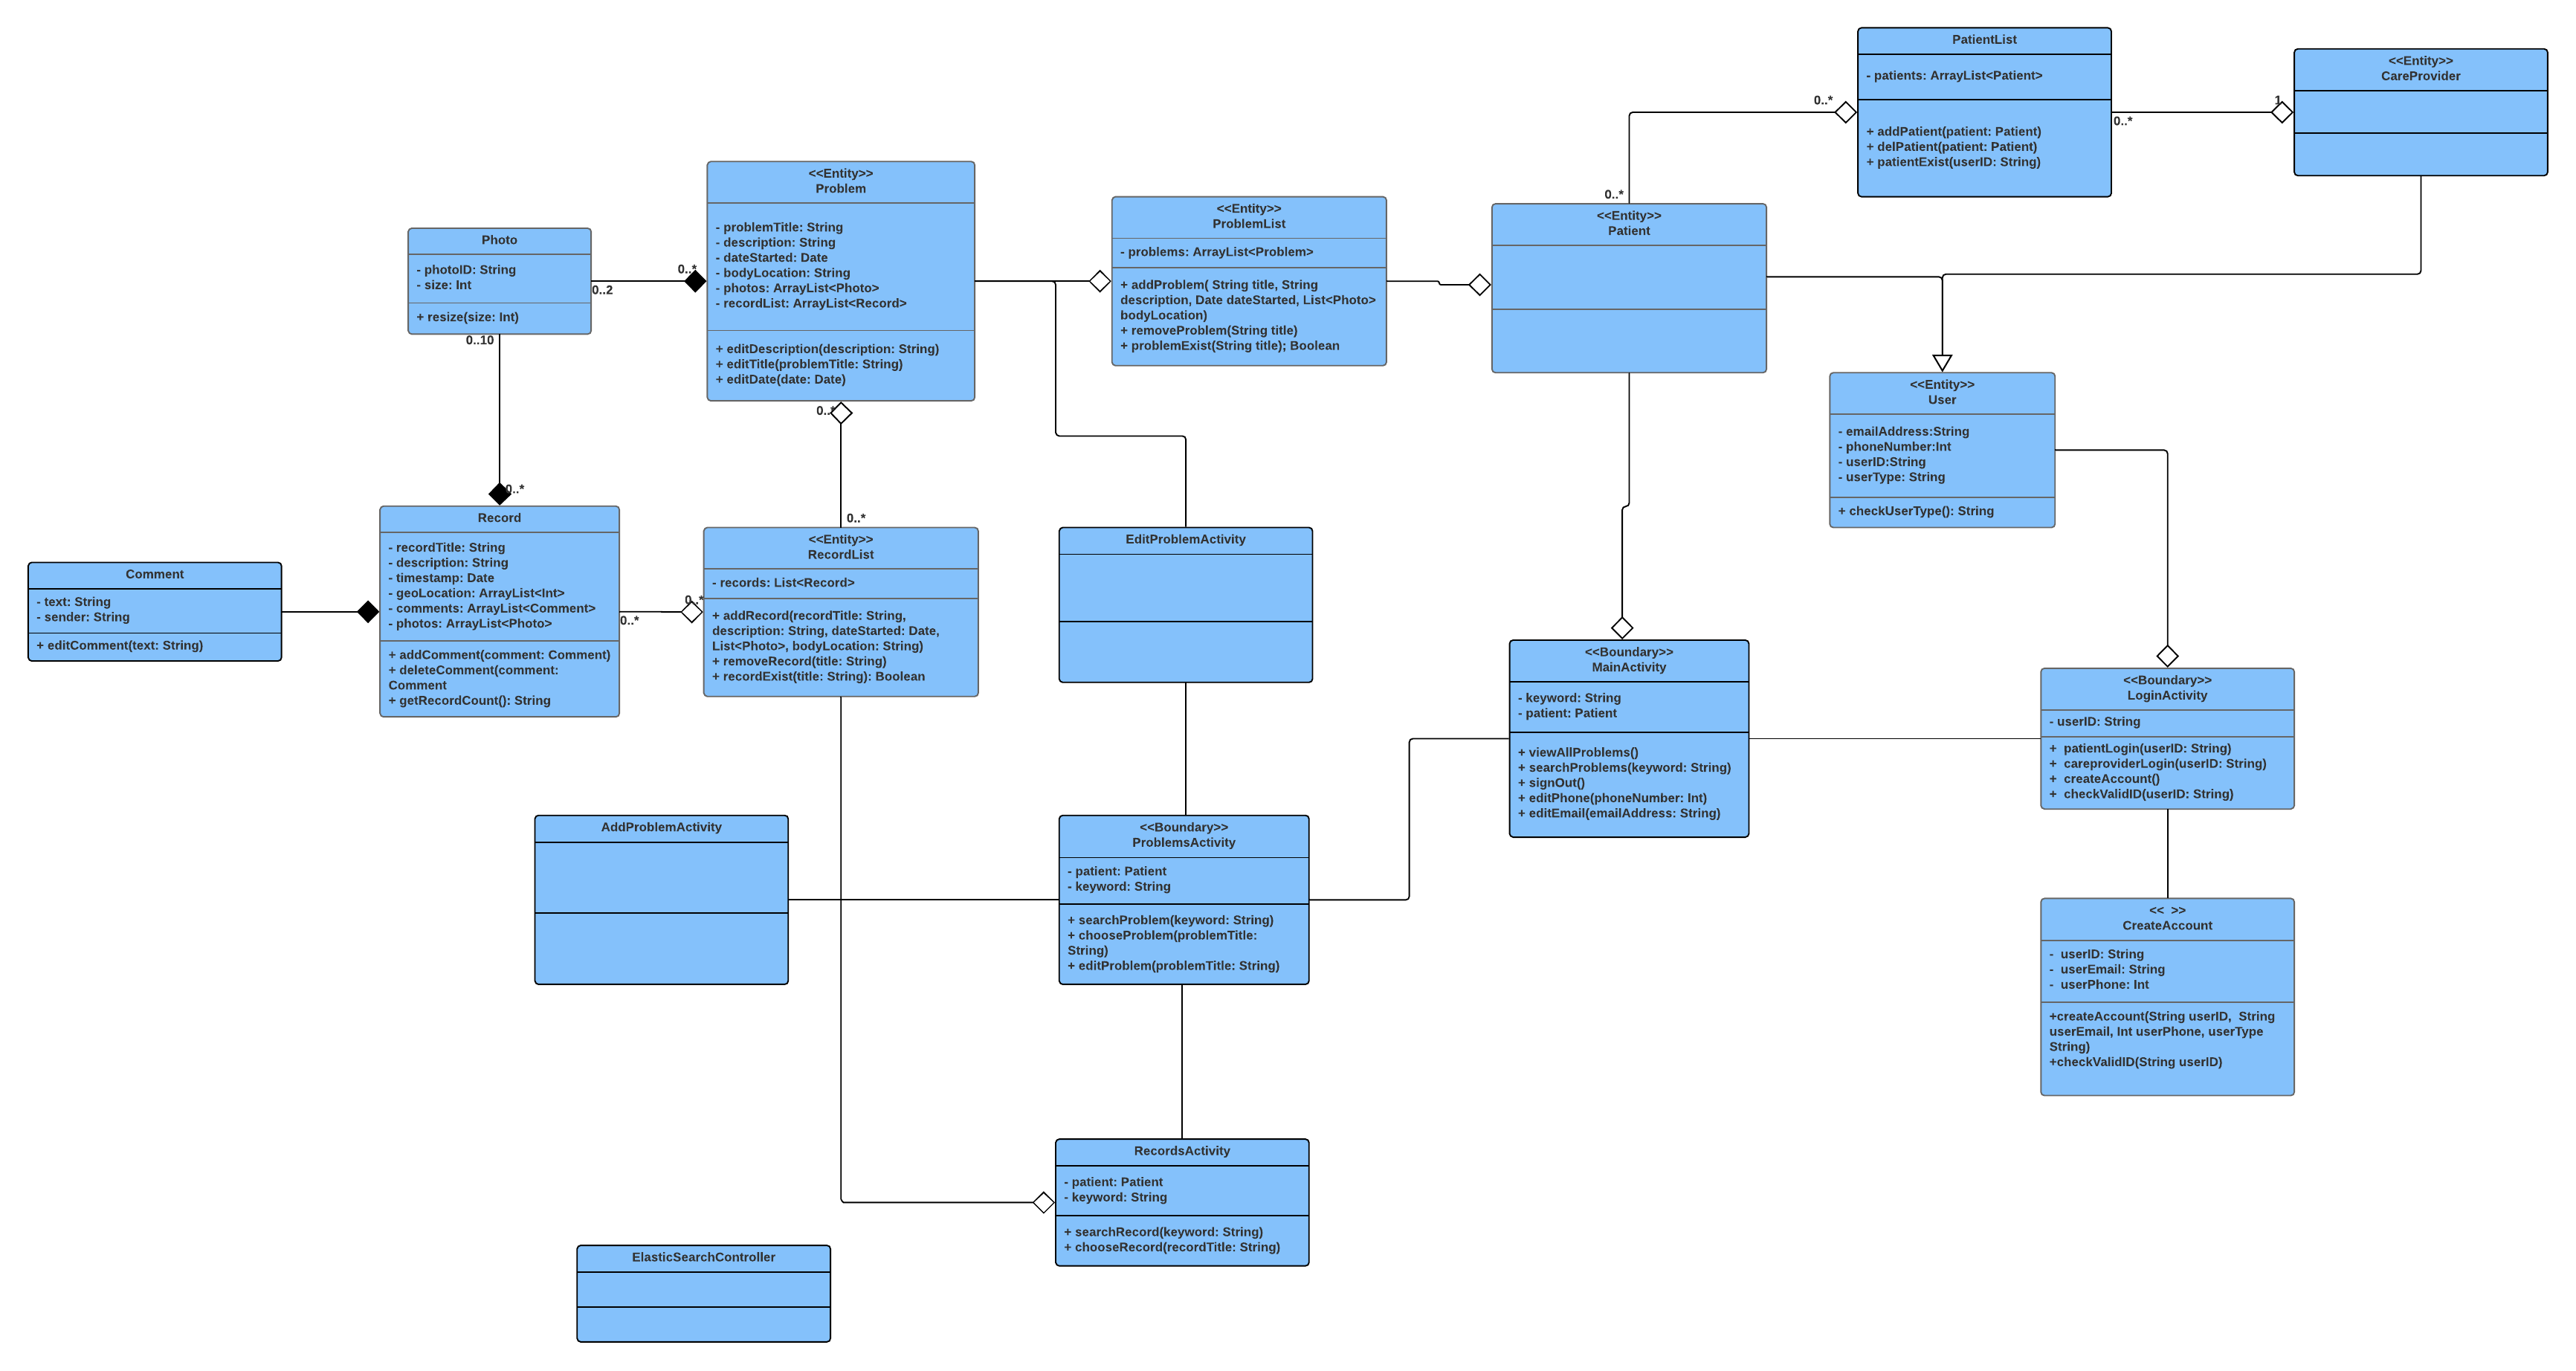 PatientList
- patients: ArrayList<Patient>
+ addPatient(patient: Patient)
+ delPatient(patient: Patient)
+ patientExist(userID: String)
<<Entity>>
CareProvider
0..*
0..*
1
0..*
<<Entity>>
Problem
- problemTitle: String
- description: String
- dateStarted: Date
- bodyLocation: String
- photos: ArrayList<Photo>
- recordList: ArrayList<Record>
+ editDescription(description: String)
+ editTitle(problemTitle: String)
+ editDate(date: Date)
<<Entity>>
ProblemList
- problems: ArrayList<Problem>
+ addProblem( String title, String
description, Date dateStarted, List<Photo>
bodyLocation)
+ removeProblem(String title)
+ problemExist(String title); Boolean
<<Entity>>
Patient
Photo
- photoID: String
- size: Int
+ resize(size: Int)
0..*
0..2
0..10
0..*
<<Entity>>
User
- emailAddress:String
- phoneNumber:Int
- userID:String
- userType: String
+ checkUserType(): String
0..*
0..*
Record
- recordTitle: String
- description: String
- timestamp: Date
- geoLocation: ArrayList<Int>
- comments: ArrayList<Comment>
- photos: ArrayList<Photo>
+ addComment(comment: Comment)
+ deleteComment(comment:
Comment
+ getRecordCount(): String
0..*
0..*
<<Entity>>
RecordList
- records: List<Record>
+ addRecord(recordTitle: String,
description: String, dateStarted: Date,
List<Photo>, bodyLocation: String)
+ removeRecord(title: String)
+ recordExist(title: String): Boolean
EditProblemActivity
Comment
- text: String
- sender: String
+ editComment(text: String)
<<Boundary>>
MainActivity
- keyword: String
- patient: Patient
+ viewAllProblems()
+ searchProblems(keyword: String)
+ signOut()
+ editPhone(phoneNumber: Int)
+ editEmail(emailAddress: String)
<<Boundary>>
LoginActivity
- userID: String
+  patientLogin(userID: String)
+  careproviderLogin(userID: String)
+  createAccount()
+  checkValidID(userID: String)
AddProblemActivity
<<Boundary>>
ProblemsActivity
- patient: Patient
- keyword: String
+ searchProblem(keyword: String)
+ chooseProblem(problemTitle:
String)
+ editProblem(problemTitle: String)
<<  >>
CreateAccount
-  userID: String
-  userEmail: String
-  userPhone: Int
+createAccount(String userID,  String
userEmail, Int userPhone, userType
String)
+checkValidID(String userID)
RecordsActivity
- patient: Patient
- keyword: String
+ searchRecord(keyword: String)
+ chooseRecord(recordTitle: String)
ElasticSearchController